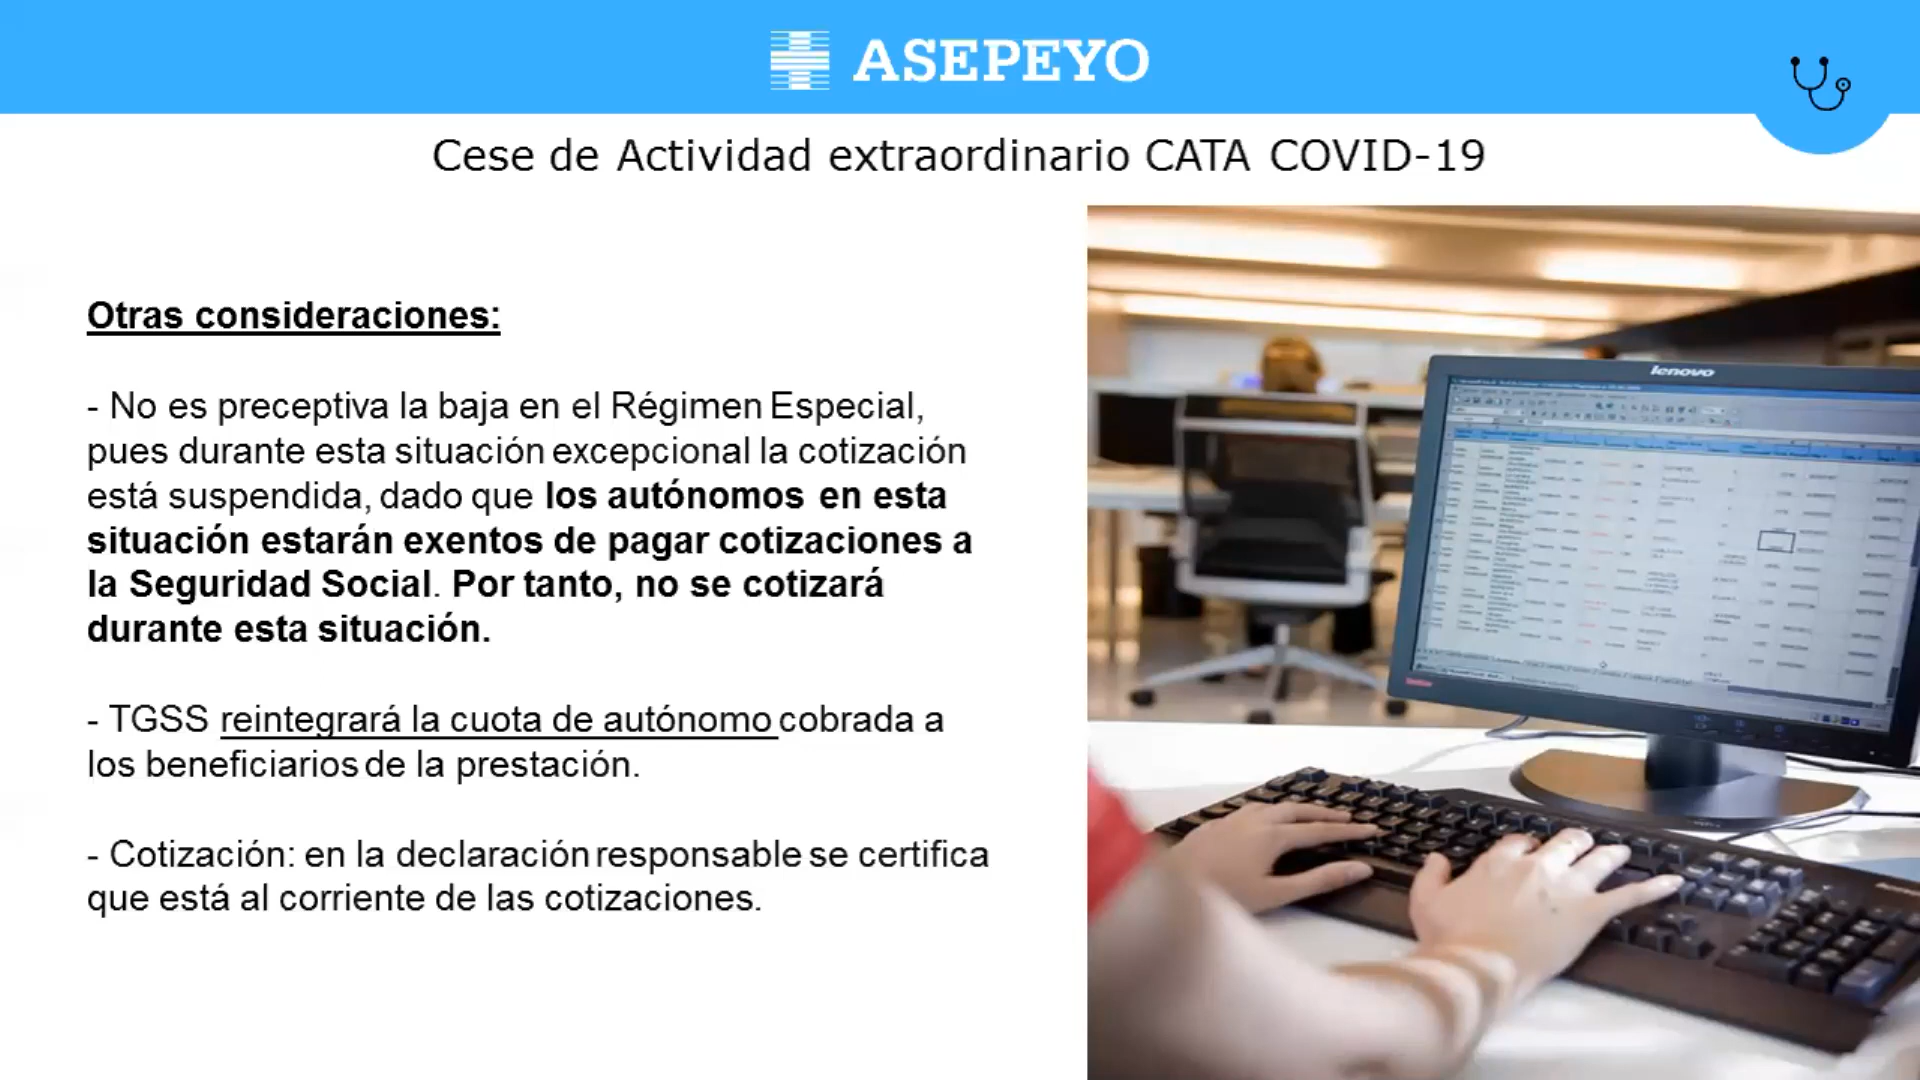 ASEPEYO
Cese de Actividad extraordinario CATA COVID-19
Otras consideraciones:
- No es preceptiva la baja en el Régimen Especial,
pues durante esta situación excepcional la cotización
está suspendida, dado que los autónomos en esta
situación estarán exentos de pagar cotizaciones a
la Seguridad Social. Por tanto, no se cotizará
durante esta situación.
- TGSS reintegrará la cuota de autónomo cobrada a
los beneficiarios de la prestación.
- Cotización: en la declaración responsable se certifica
que está al corriente de las cotizaciones.
lenovo